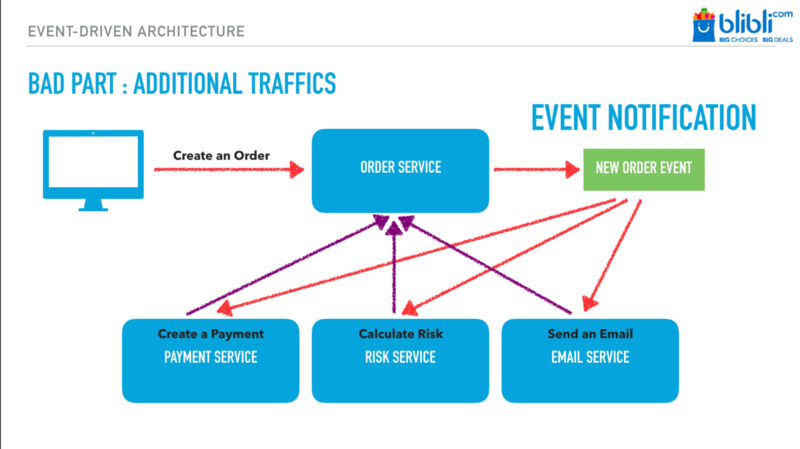 EVENT-DRIVEN ARCHITECTURE
blibli.com
BIG CHOICES BIG DEALS
BAD PART : ADDITIONAL TRAFFICS
EVENT NOTIFICATION
Create an Order
ORDER SERVICE
NEW ORDER EVENT
Create a Payment
PAYMENT SERVICE
Calculate Risk
RISK SERVICE
Send an Email
EMAIL SERVICE